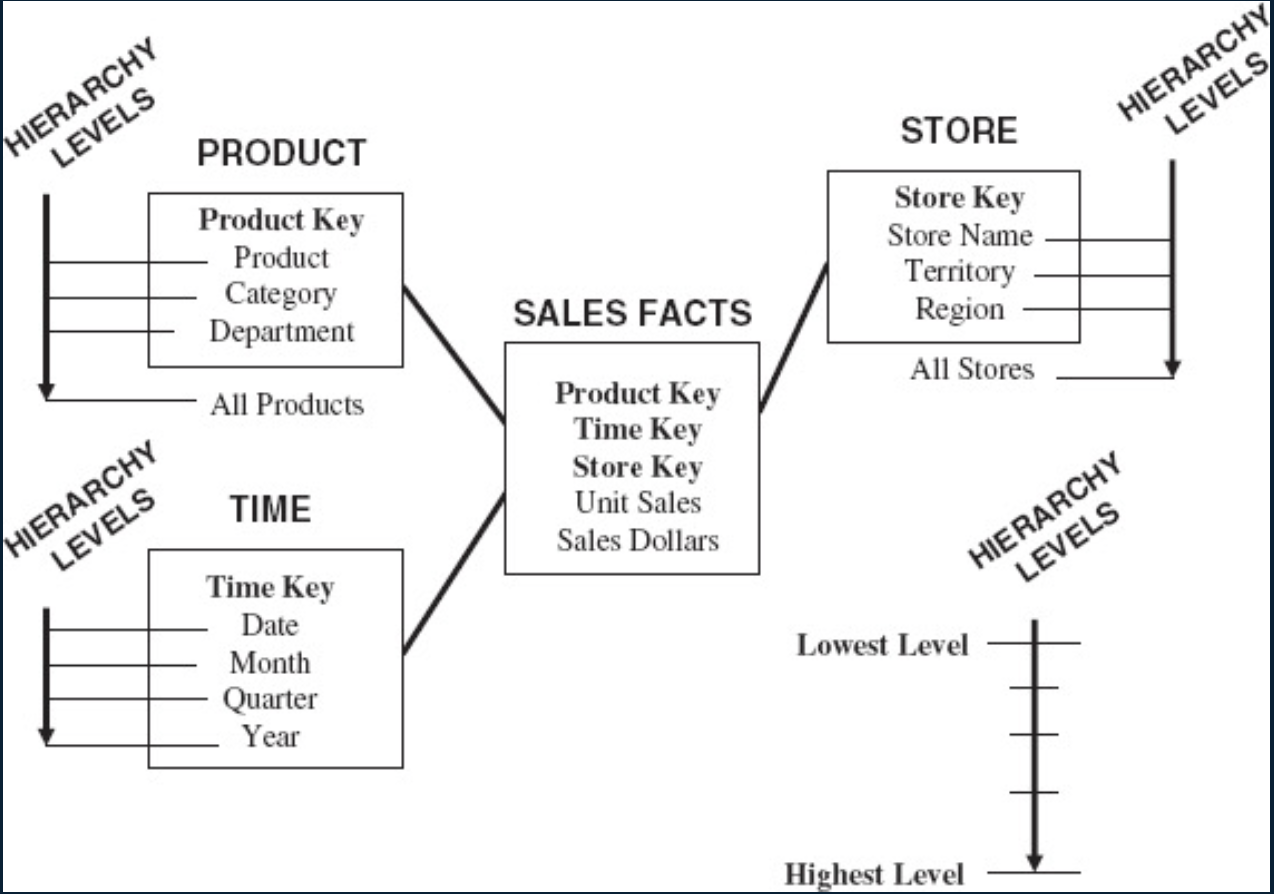 HIERARCHY
LEVELS
PRODUCT
Product Key
Product
Category
Department
All Products
HIERARCHY
LEVELS
TIME
Time Key
Date
Month
Quarter
Year
SALES FACTS
Product Key
Time Key
Store Key
Unit Sales
Sales Dollars
STORE
Store Key
Store Name
Territory
Region
All Stores
HIERARCHY
LEVELS
HIERARCHY
LEVELS
Lowest Level
Highest Level